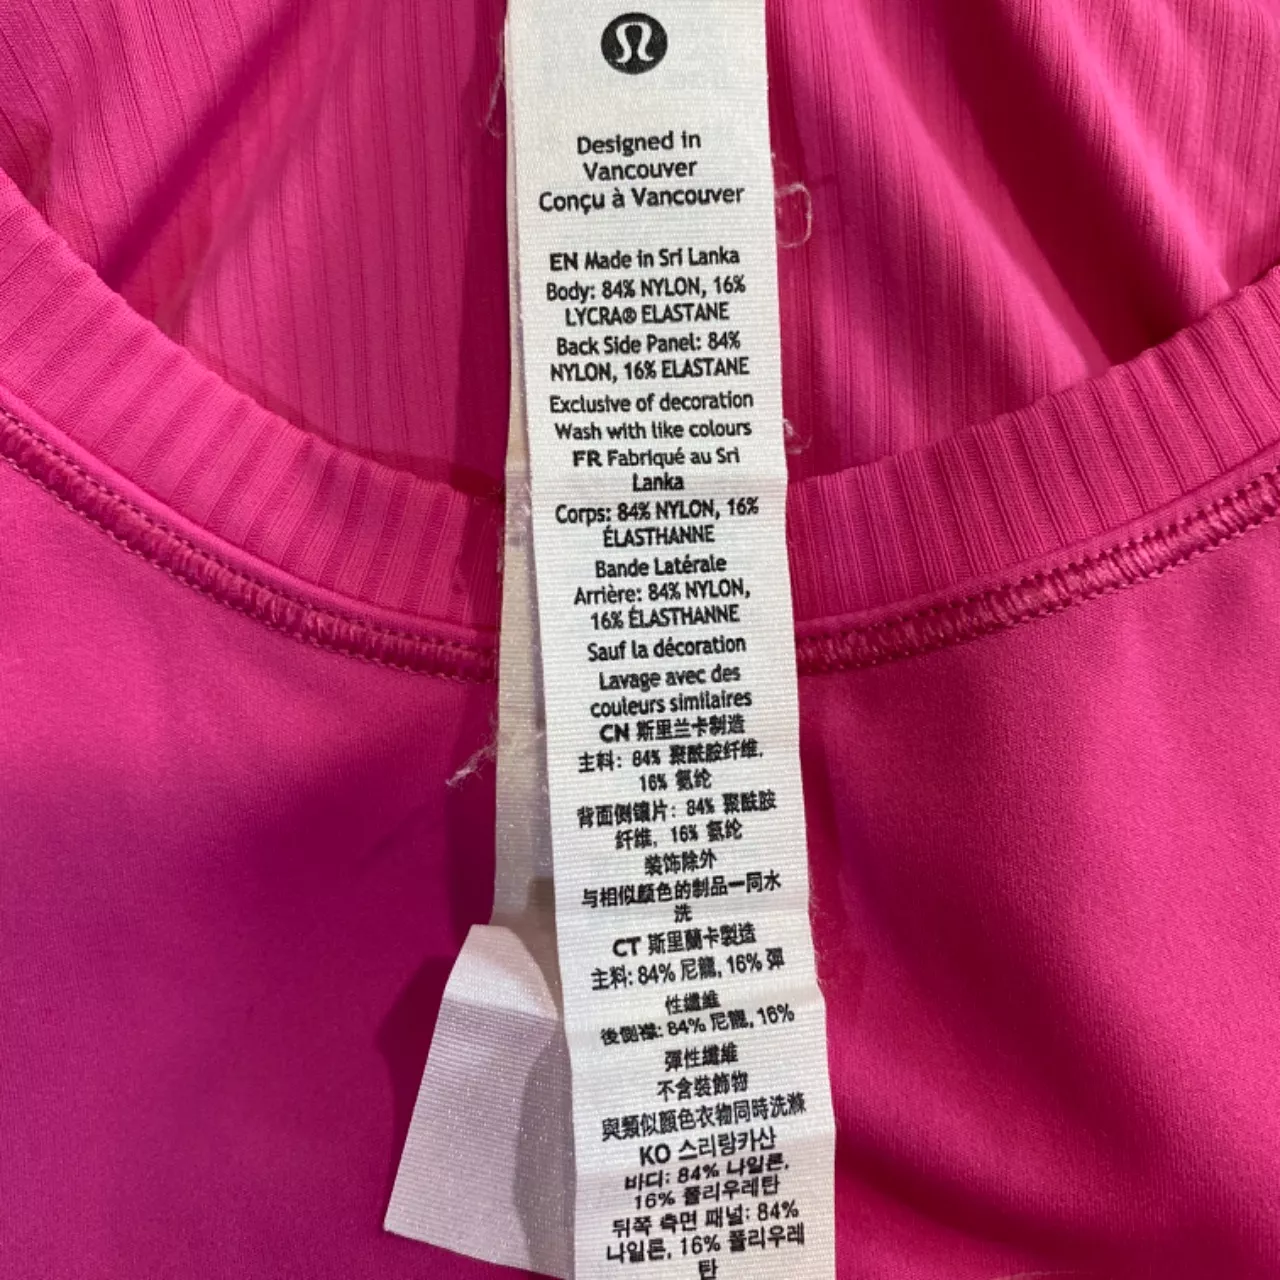 Designed in
Vancouver
Conçu à Vancouver
EN Made in Sri Lanka
Body: 84% NYLON, 16%
LYCRA® ELASTANE
Back Side Panel: 84%
NYLON, 16% ELASTANE
Exclusive of decoration
Wash with like colours
FR Fabriqué au Sri
Lanka
Corps: 84% NYLON, 16%
ÉLASTHANNE
Bande Latérale
Arrière: 84% NYLON,
16% ÉLASTHANNE
Sauf la décoration
Lavage avec des
couleurs similaires
CN 斯里兰卡制造
主料: 84% 聚酰胺纤维,
16% 氨纶
背面侧镶片: 84% 聚酰胺
纤维, 16% 氨纶
装饰除外
与相似颜色的制品一同水
洗
CT 斯里蘭卡製造
主料: 84% 尼龍, 16% 彈
性纖維
後側襟: 84% 尼龍, 16%
彈性纖維
不含裝飾物
與類似顏色衣物同時洗滌
KO 스리랑카산
바디: 84% 나일론,
16% 폴리우레탄
뒤쪽 측면 패널: 84%
나일론, 16% 폴리우레
탄